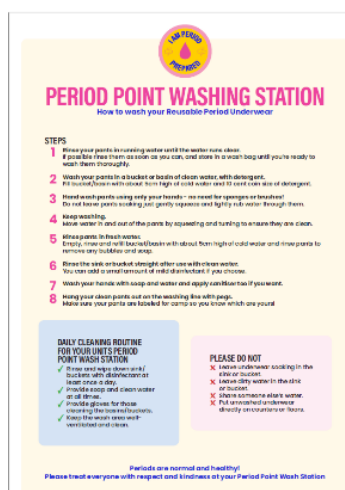 I AM PERIOD
PREPARED
PERIOD POINT WASHING STATION
How to wash your Reusable Period Underwear
STEPS
1 Rinse your pants in running water until the water runs clear.
If possible rinse them as soon as you can, and store in a wash bag until you're ready to
wash them thoroughly.
2 Wash your pants in a bucket or basin of clean water, with detergent.
Fill bucket/basin with about 5cm high of cold water and 10 cent coin size of detergent.
3 Hand wash pants using only your hands - no need for sponges or brushes!
Do not leave pants soaking just gently squeeze and lightly rub water through them.
4 Keep washing.
Move water in and out of the pants by squeezing and turning to ensure they are clean.
5 Rinse pants in fresh water.
Empty, rinse and refill bucket/basin with about 5cm high of cold water and rinse pants to
remove any bubbles and soap.
6 Rinse the sink or bucket straight after use with clean water.
You can add a small amount of mild disinfectant if you choose.
7 Wash your hands with soap and water and apply sanitiser too if you want.
8 Hang your clean pants out on the washing line with pegs.
Make sure your pants are labeled for camp so you know which are yours!
DAILY CLEANING ROUTINE
FOR YOUR UNITS PERIOD
POINT WASH STATION
✓ Rinse and wipe down sink/
buckets with disinfectant at
least once a day.
✓ Provide soap and clean water
at all times.
✓ Provide gloves for those
cleaning the basins/buckets.
✓ Keep the wash area well-
ventilated and clean.
PLEASE DO NOT
X Leave underwear soaking in the
sink or bucket.
X Leave dirty water in the sink
or bucket.
X Share someone else's water.
X Put unwashed underwear
directly on counters or floors.
Periods are normal and healthy!
Please treat everyone with respect and kindness at your Period Point Wash Station